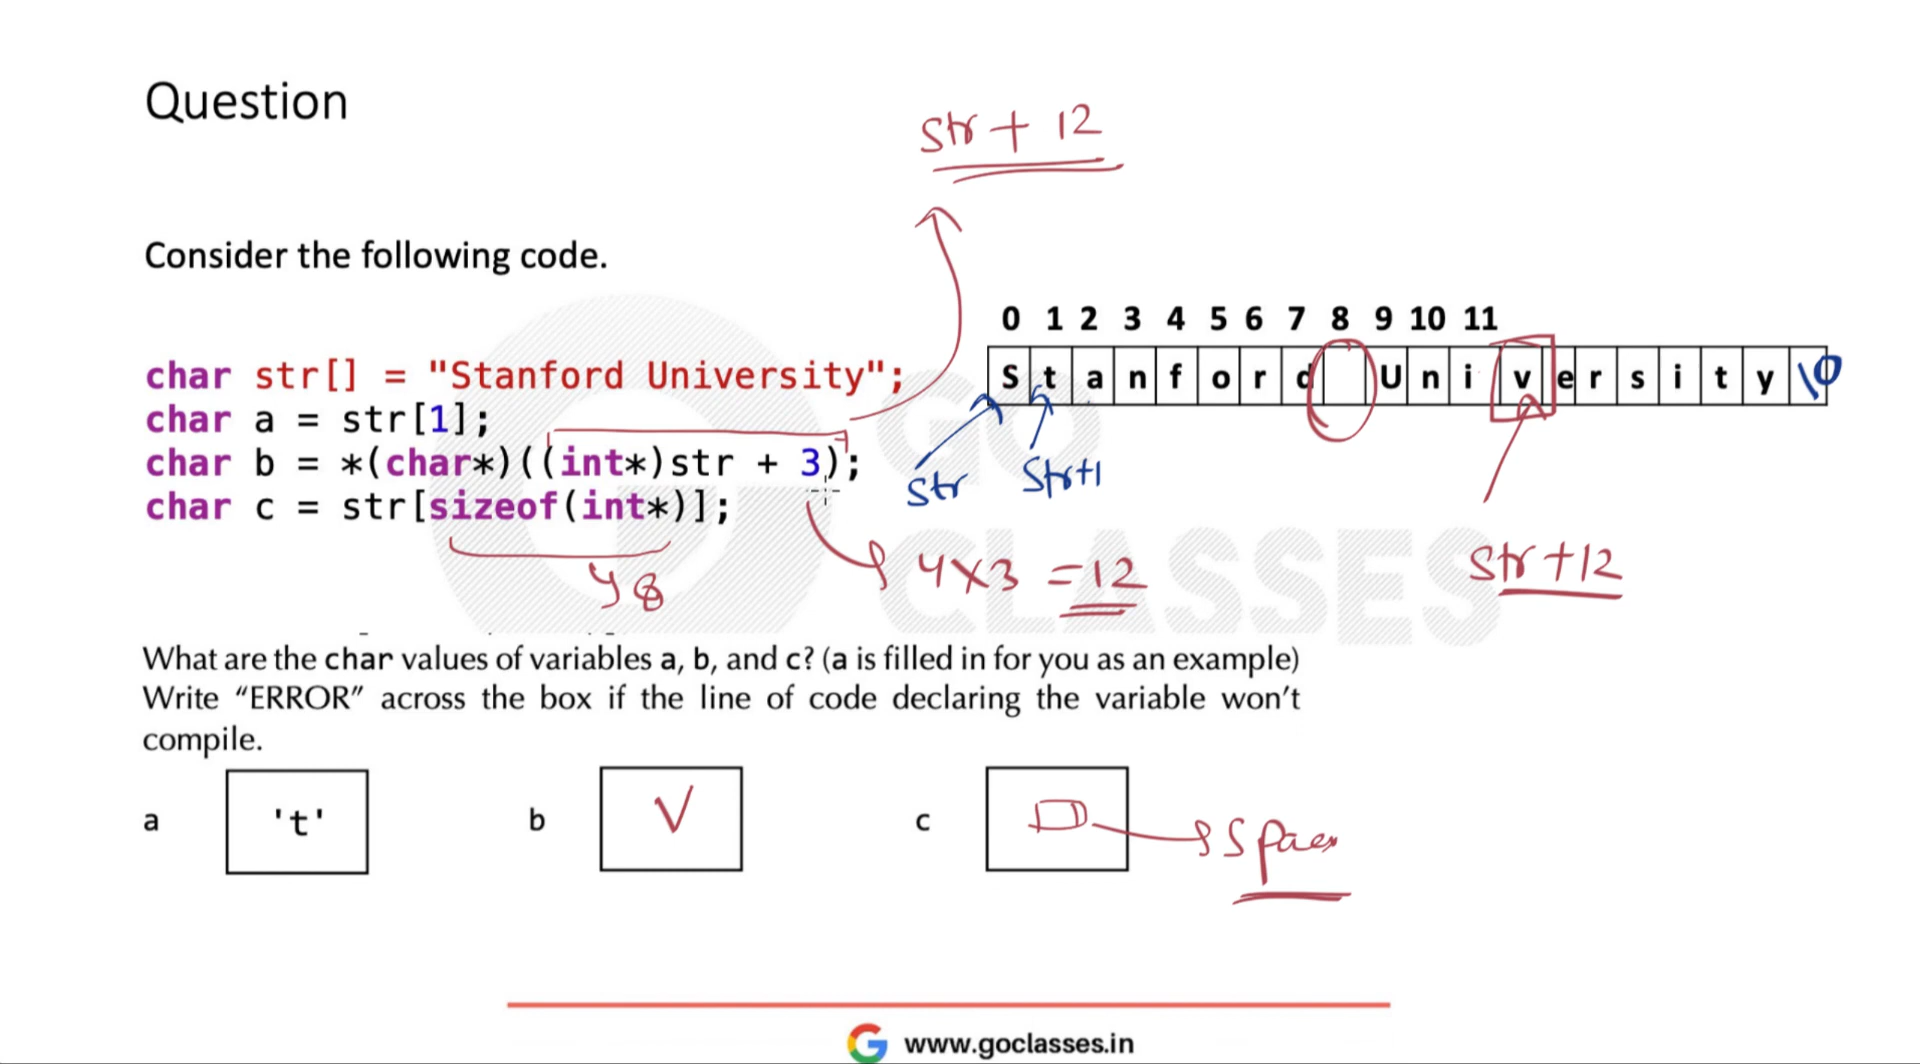 Question
str + 12
Consider the following code.
0 1 2 3 4 5 6 7 8 9 10 11
char str[] = "Stanford University";
S t a n f o r d U n i v e r s i t y \0
char a = str[1];
char b = *(char*)((int*)str + 3);
str str+1
char c = str[sizeof(int*)];
8
4×3 = 12
str + 12
GO
CLASSES
What are the char values of variables a, b, and c? (a is filled in for you as an example)
Write “ERROR” across the box if the line of code declaring the variable won’t
compile.
a 't' b V c
www.goclasses.in